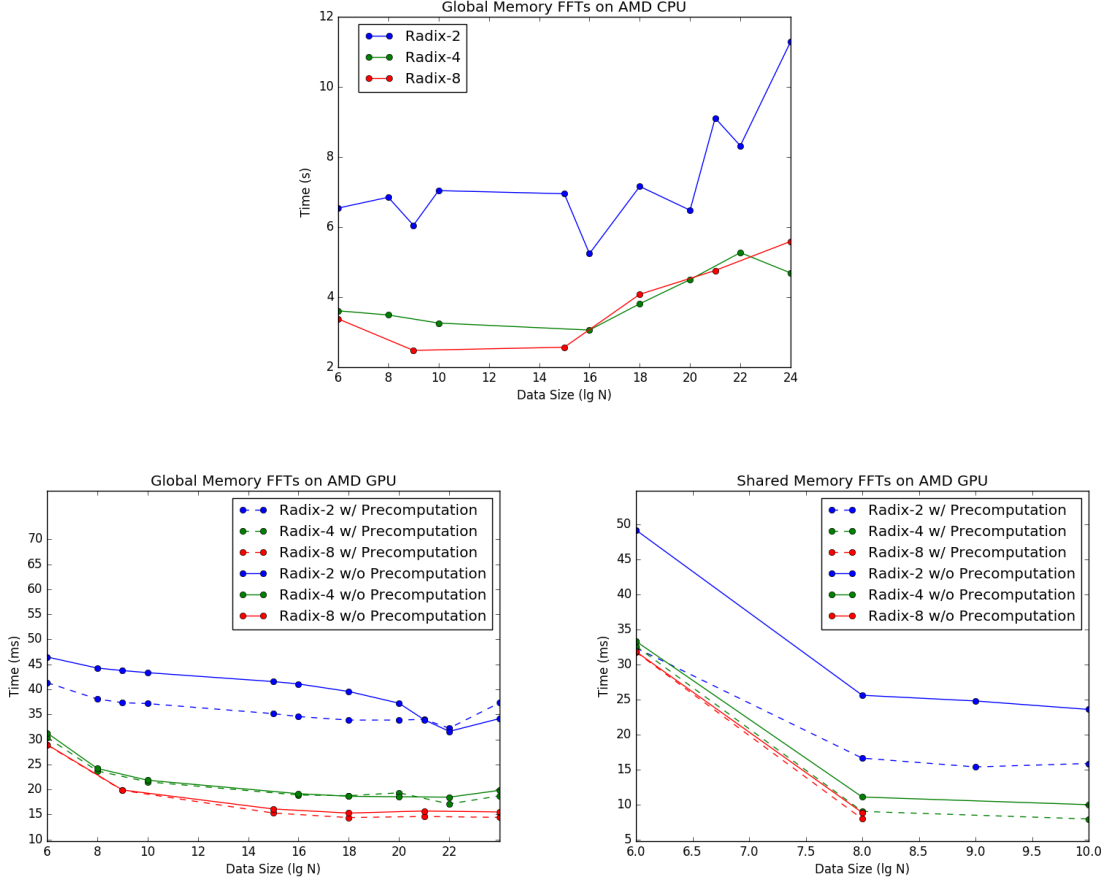 Global Memory FFTs on AMD CPU
12
10
8
6
4
2
Time (s)
Radix-2
Radix-4
Radix-8
6 8 10 12 14 16 18 20 22 24
Data Size (lg N)
Global Memory FFTs on AMD GPU
70
65
60
55
50
45
40
35
30
25
20
15
10
Time (ms)
Radix-2 w/ Precomputation
Radix-4 w/ Precomputation
Radix-8 w/ Precomputation
Radix-2 w/o Precomputation
Radix-4 w/o Precomputation
Radix-8 w/o Precomputation
6 8 10 12 14 16 18 20 22
Data Size (lg N)
Shared Memory FFTs on AMD GPU
50
45
40
35
30
25
20
15
10
5
Time (ms)
Radix-2 w/ Precomputation
Radix-4 w/ Precomputation
Radix-8 w/ Precomputation
Radix-2 w/o Precomputation
Radix-4 w/o Precomputation
Radix-8 w/o Precomputation
6.0 6.5 7.0 7.5 8.0 8.5 9.0 9.5 10.0
Data Size (lg N)